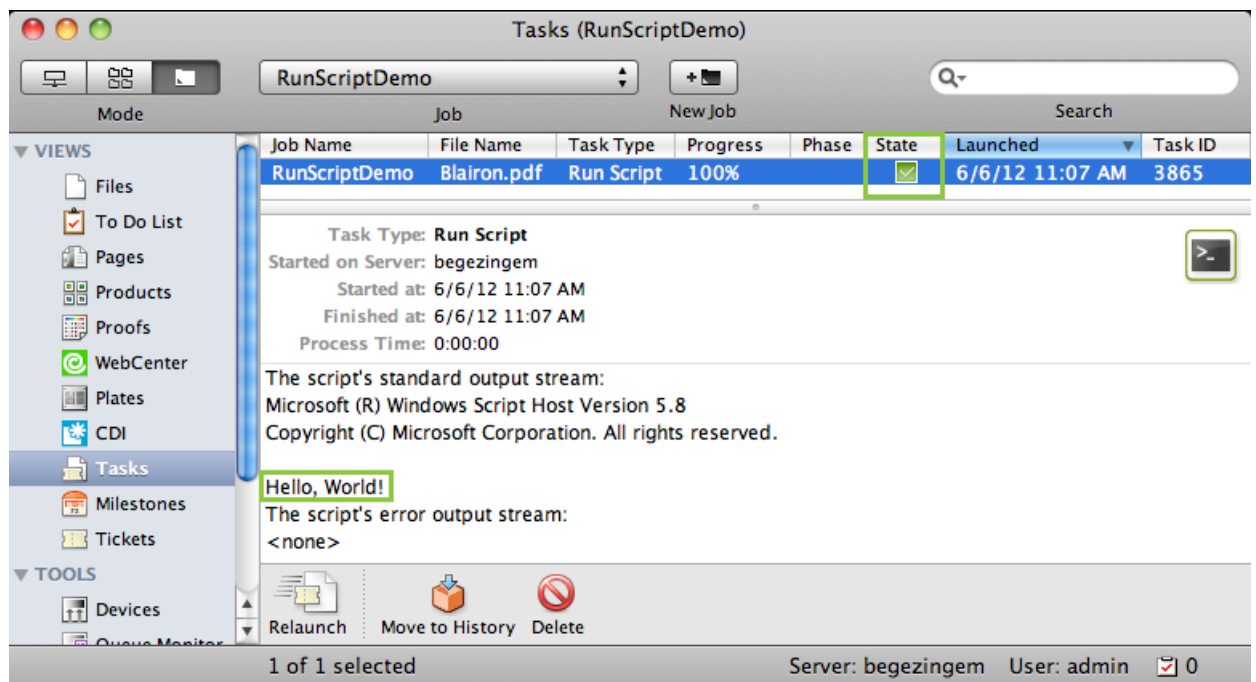 Tasks (RunScriptDemo)
RunScriptDemo
Mode Job New Job Search
VIEWS
Files
To Do List
Pages
Products
Proofs
WebCenter
Plates
CDI
Tasks
Milestones
Tickets
TOOLS
Devices
Queue Monitor
Job Name File Name Task Type Progress Phase State Launched Task ID
RunScriptDemo Blairon.pdf Run Script 100% 6/6/12 11:07 AM 3865
Task Type: Run Script
Started on Server: begezingem
Started at: 6/6/12 11:07 AM
Finished at: 6/6/12 11:07 AM
Process Time: 0:00:00
The script's standard output stream:
Microsoft (R) Windows Script Host Version 5.8
Copyright (C) Microsoft Corporation. All rights reserved.
Hello, World!
The script's error output stream:
<none>
Relaunch Move to History Delete
1 of 1 selected Server: begezingem User: admin 0